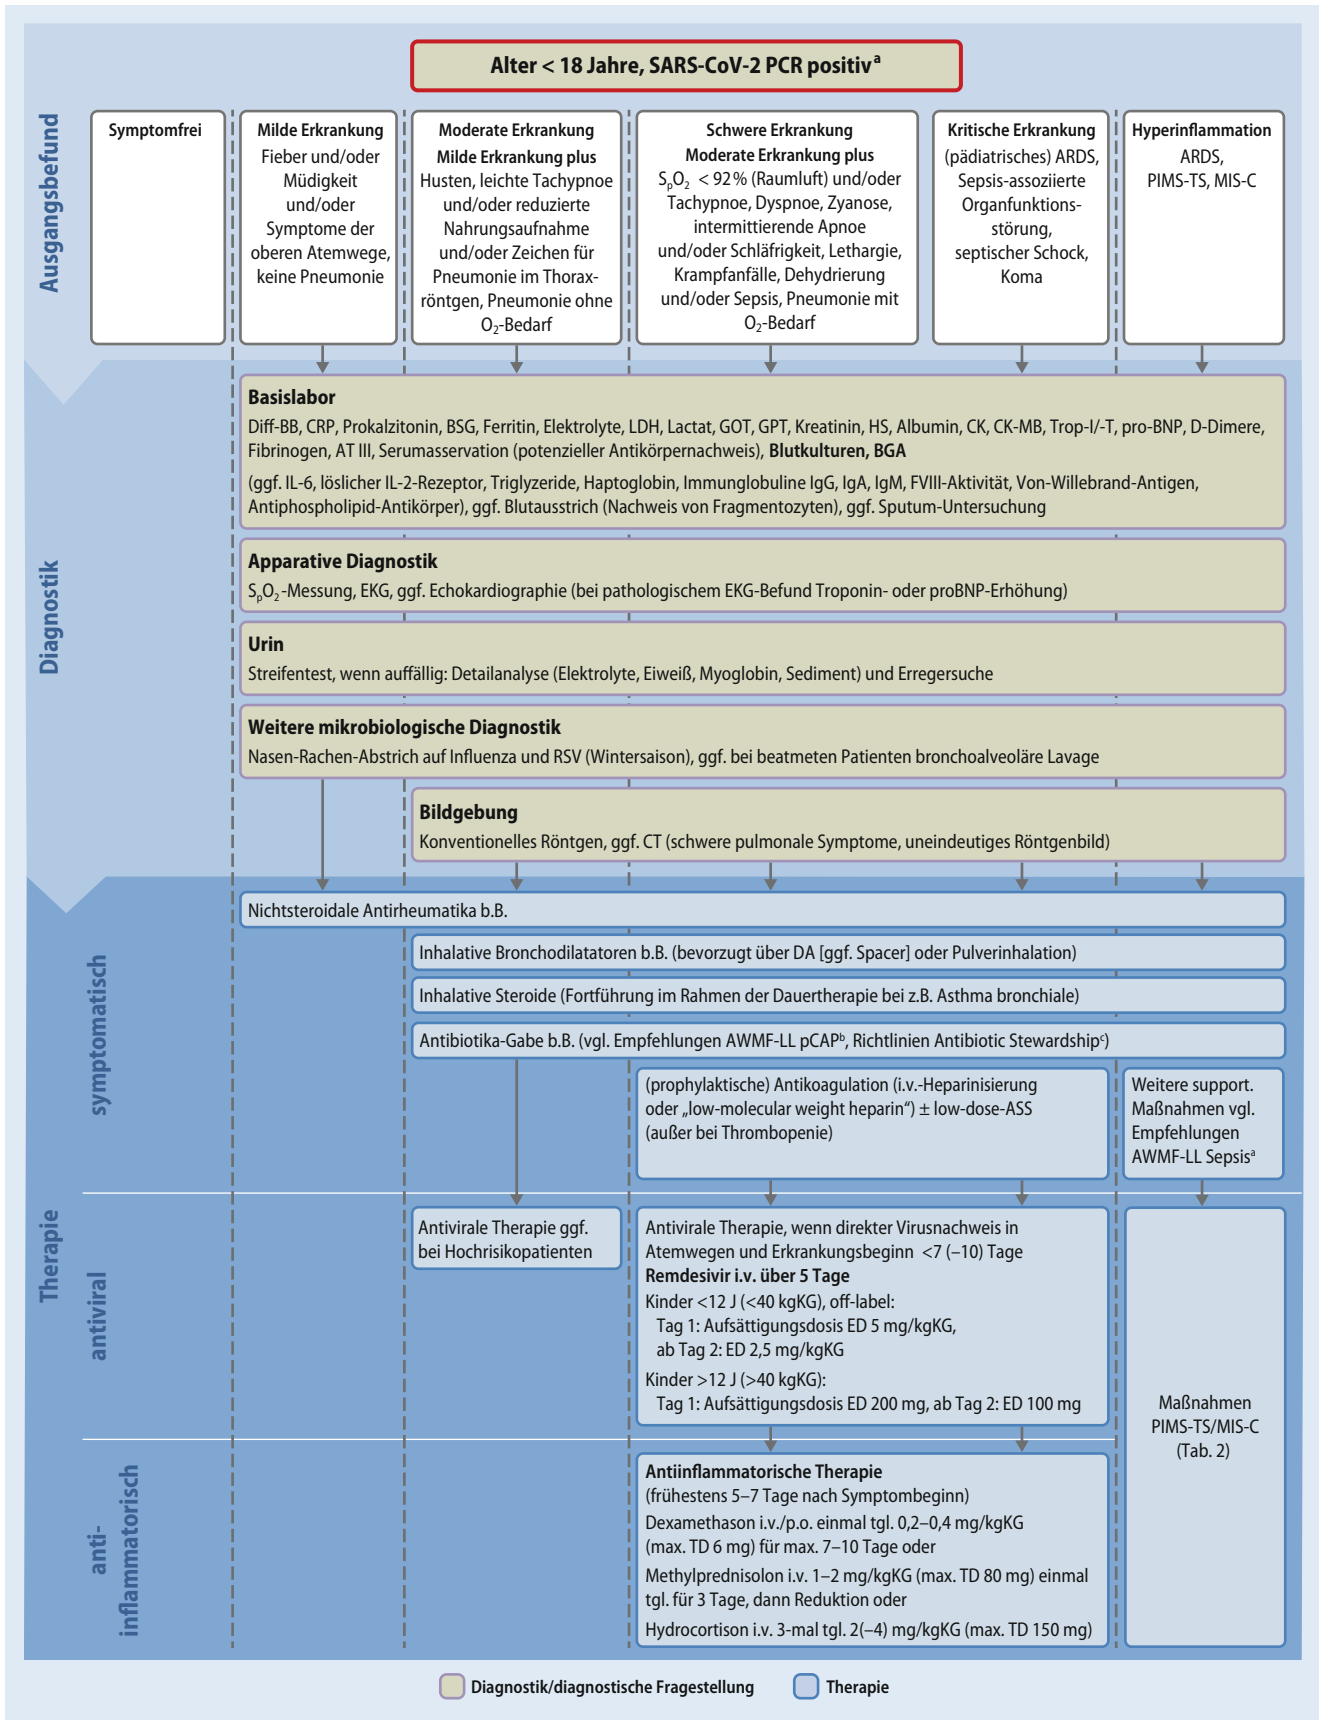 Alter < 18 Jahre, SARS-CoV-2 PCR positivᵃ
Ausgangsbefund
Symptomfrei
Milde Erkrankung
Fieber und/oder
Müdigkeit
und/oder
Symptome der
oberen Atemwege,
keine Pneumonie
Moderate Erkrankung
Milde Erkrankung plus
Husten, leichte Tachypnoe
und/oder reduzierte
Nahrungsaufnahme
und/oder Zeichen für
Pneumonie im Thorax-
röntgen, Pneumonie ohne
O₂-Bedarf
Schwere Erkrankung
Moderate Erkrankung plus
SₚO₂ < 92 % (Raumluft) und/oder
Tachypnoe, Dyspnoe, Zyanose,
intermittierende Apnoe
und/oder Schläfrigkeit, Lethargie,
Krampfanfälle, Dehydrierung
und/oder Sepsis, Pneumonie mit
O₂-Bedarf
Kritische Erkrankung
(pädiatrisches) ARDS,
Sepsis-assoziierte
Organfunktions-
störung,
septischer Schock,
Koma
Hyperinflammation
ARDS,
PIMS-TS, MIS-C
Diagnostik
Basislabor
Diff-BB, CRP, Prokalzitonin, BSG, Ferritin, Elektrolyte, LDH, Lactat, GOT, GPT, Kreatinin, HS, Albumin, CK, CK-MB, Trop-I/-T, pro-BNP, D-Dimere,
Fibrinogen, AT III, Serumasservation (potenzieller Antikörpernachweis), Blutkulturen, BGA
(ggf. IL-6, löslicher IL-2-Rezeptor, Triglyzeride, Haptoglobin, Immunglobuline IgG, IgA, IgM, FVIII-Aktivität, Von-Willebrand-Antigen,
Antiphospholipid-Antikörper), ggf. Blutausstrich (Nachweis von Fragmentozyten), ggf. Sputum-Untersuchung
Apparative Diagnostik
SₚO₂-Messung, EKG, ggf. Echokardiographie (bei pathologischem EKG-Befund Troponin- oder proBNP-Erhöhung)
Urin
Streifentest, wenn auffällig: Detailanalyse (Elektrolyte, Eiweiß, Myoglobin, Sediment) und Erregersuche
Weitere mikrobiologische Diagnostik
Nasen-Rachen-Abstrich auf Influenza und RSV (Wintersaison), ggf. bei beatmeten Patienten bronchoalveoläre Lavage
Bildgebung
Konventionelles Röntgen, ggf. CT (schwere pulmonale Symptome, uneindeutiges Röntgenbild)
Therapie
symptomatisch
Nichtsteroidale Antirheumatika b.B.
Inhalative Bronchodilatatoren b.B. (bevorzugt über DA [ggf. Spacer] oder Pulverinhalation)
Inhalative Steroide (Fortführung im Rahmen der Dauertherapie bei z.B. Asthma bronchiale)
Antibiotika-Gabe b.B. (vgl. Empfehlungen AWMF-LL pCAPᵇ, Richtlinien Antibiotic Stewardshipᶜ)
(prophylaktische) Antikoagulation (i.v.-Heparinisierung
oder „low-molecular weight heparin“) ± low-dose-ASS
(außer bei Thrombopenie)
Weitere support.
Maßnahmen vgl.
Empfehlungen
AWMF-LL Sepsisᵃ
antiviral
Antivirale Therapie ggf.
bei Hochrisikopatienten
Antivirale Therapie, wenn direkter Virusnachweis in
Atemwegen und Erkrankungsbeginn <7 (–10) Tage
Remdesivir i.v. über 5 Tage
Kinder <12 J (<40 kgKG), off-label:
Tag 1: Aufsättigungsdosis ED 5 mg/kgKG,
ab Tag 2: ED 2,5 mg/kgKG
Kinder >12 J (>40 kgKG):
Tag 1: Aufsättigungsdosis ED 200 mg, ab Tag 2: ED 100 mg
Maßnahmen
PIMS-TS/MIS-C
(Tab. 2)
anti-
inflammatorisch
Antiinflammatorische Therapie
(frühestens 5–7 Tage nach Symptombeginn)
Dexamethason i.v./p.o. einmal tgl. 0,2–0,4 mg/kgKG
(max. TD 6 mg) für max. 7–10 Tage oder
Methylprednisolon i.v. 1–2 mg/kgKG (max. TD 80 mg) einmal
tgl. für 3 Tage, dann Reduktion oder
Hydrocortison i.v. 3-mal tgl. 2(–4) mg/kgKG (max. TD 150 mg)
Diagnostik/diagnostische Fragestellung
Therapie